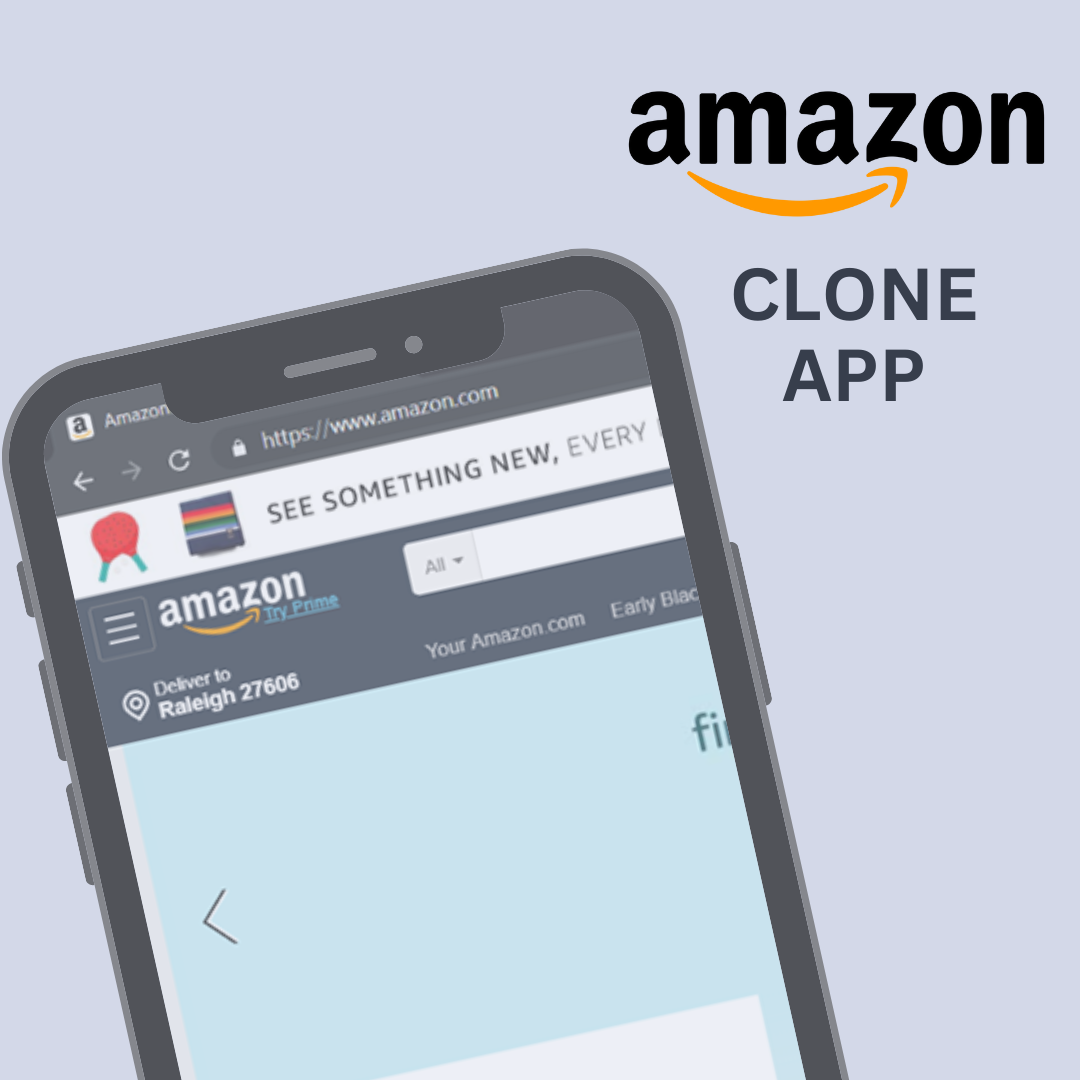 amazon
CLONE
APP
a Amazon
https://www.amazon.com
SEE SOMETHING NEW, EVERY
amazon
Try Prime
All
Deliver to
Raleigh 27606
Your Amazon.com
Early Blac
fi